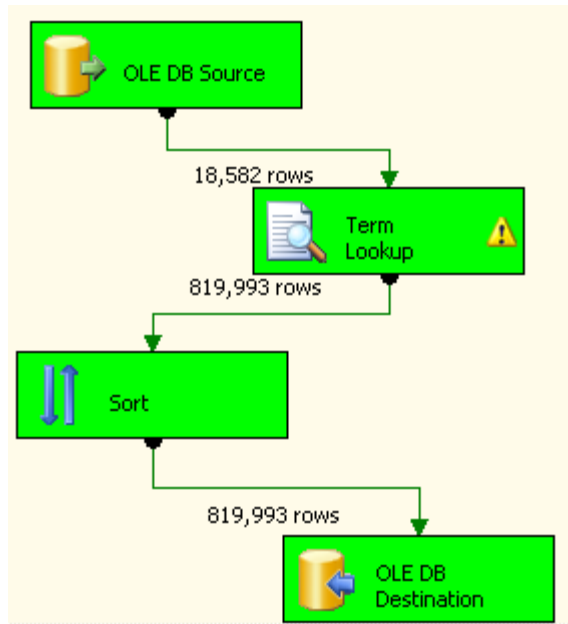 OLE DB Source
18,582 rows
Term
Lookup
819,993 rows
Sort
819,993 rows
OLE DB
Destination